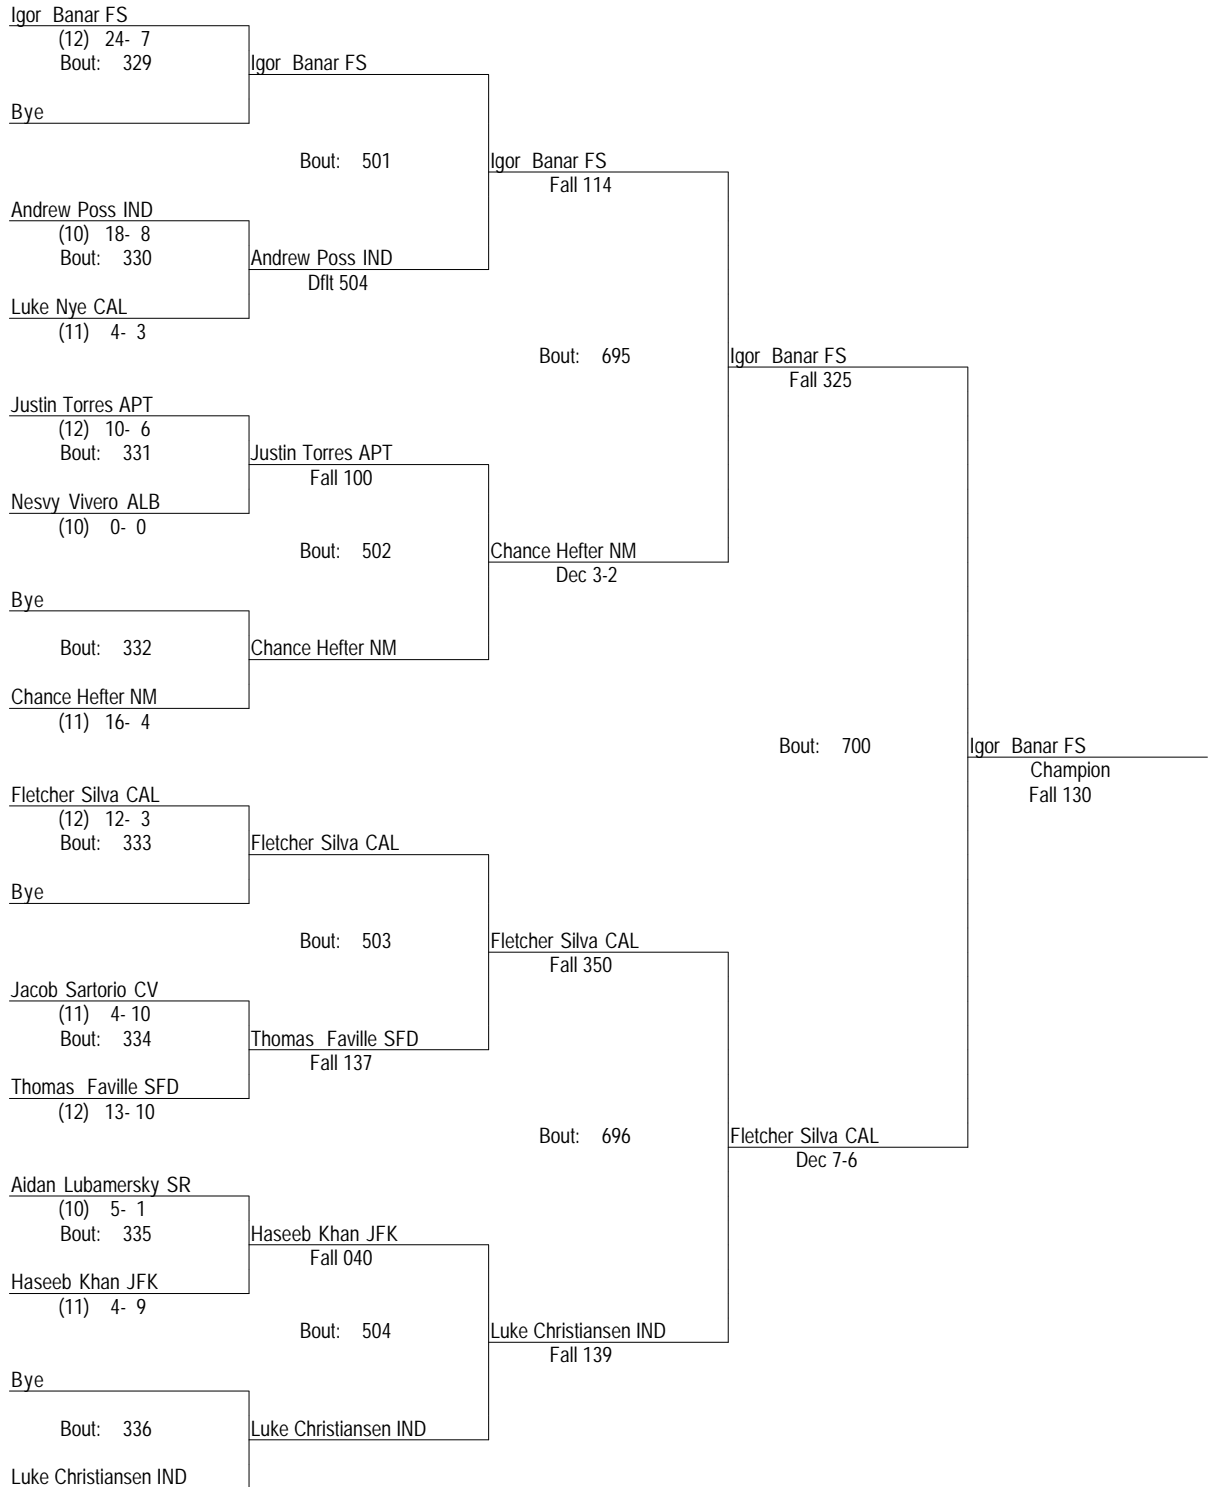 Igor Banar FS
(12) 24- 7
Bout: 329
Igor Banar FS
Bye
Bout: 501
Igor Banar FS
Fall 114
Andrew Poss IND
(10) 18- 8
Bout: 330
Andrew Poss IND
Dflt 504
Luke Nye CAL
(11) 4- 3
Bout: 695
Igor Banar FS
Fall 325
Justin Torres APT
(12) 10- 6
Bout: 331
Justin Torres APT
Fall 100
Nesvy Vivero ALB
(10) 0- 0
Bout: 502
Chance Hefter NM
Dec 3-2
Bye
Bout: 332
Chance Hefter NM
Chance Hefter NM
(11) 16- 4
Bout: 700
Igor Banar FS
Champion
Fall 130
Fletcher Silva CAL
(12) 12- 3
Bout: 333
Fletcher Silva CAL
Bye
Bout: 503
Fletcher Silva CAL
Fall 350
Jacob Sartorio CV
(11) 4- 10
Bout: 334
Thomas Faville SFD
Fall 137
Thomas Faville SFD
(12) 13- 10
Bout: 696
Fletcher Silva CAL
Dec 7-6
Aidan Lubamersky SR
(10) 5- 1
Bout: 335
Haseeb Khan JFK
Fall 040
Haseeb Khan JFK
(11) 4- 9
Bout: 504
Luke Christiansen IND
Fall 139
Bye
Bout: 336
Luke Christiansen IND
Luke Christiansen IND